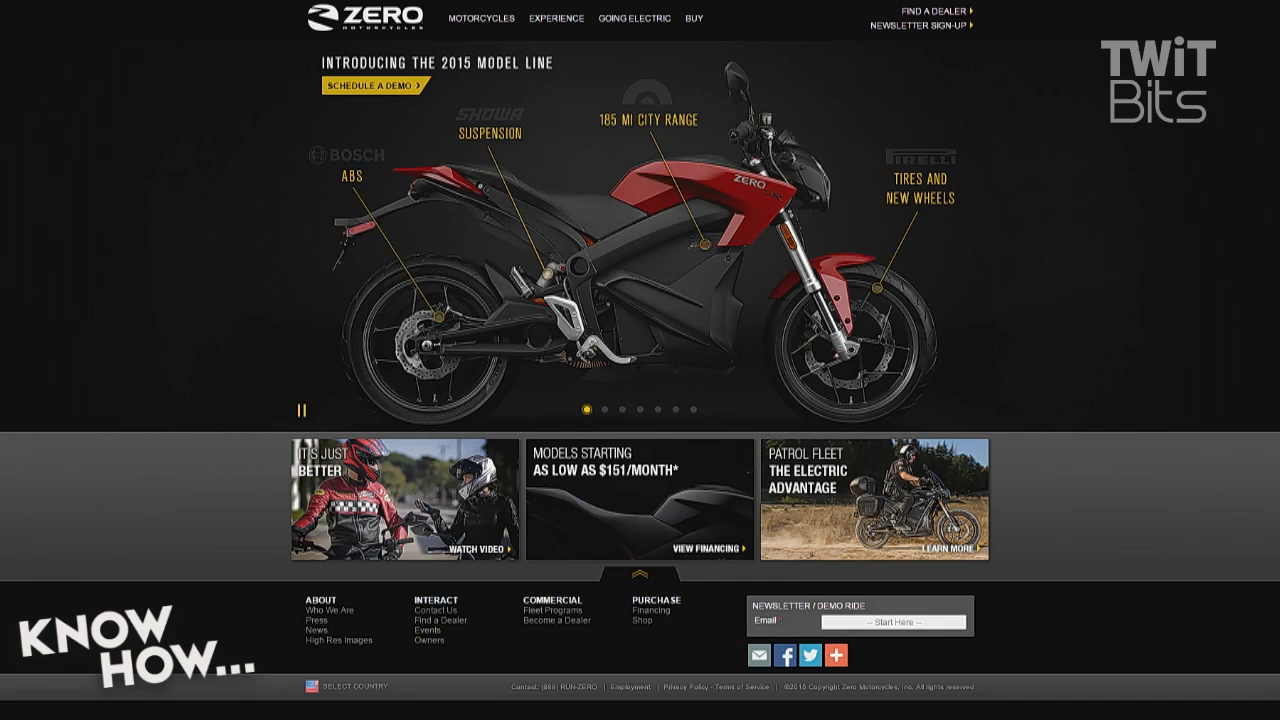 ZERO
MOTORCYCLES
MOTORCYCLES
EXPERIENCE
GOING ELECTRIC
BUY
FIND A DEALER
NEWSLETTER SIGN-UP
TWiT
Bits
INTRODUCING THE 2015 MODEL LINE
SCHEDULE A DEMO
SHOWA
SUSPENSION
185 MI CITY RANGE
BOSCH
ABS
PIRELLI
TIRES AND
NEW WHEELS
ZERO
IT'S JUST
BETTER
WATCH VIDEO
MODELS STARTING
AS LOW AS $151/MONTH*
VIEW FINANCING
PATROL FLEET
THE ELECTRIC
ADVANTAGE
LEARN MORE
ABOUT
Who We Are
Press
News
High Res Images
INTERACT
Contact Us
Find a Dealer
Events
Owners
COMMERCIAL
Fleet Programs
Become a Dealer
PURCHASE
Financing
Shop
NEWSLETTER / DEMO RIDE
Email
-- Start Here --
KNOW
HOW...
SELECT COUNTRY
Contact: (888) RUN-ZERO | Employment | Privacy Policy - Terms of Service | ©2015 Copyright Zero Motorcycles, Inc. All rights reserved